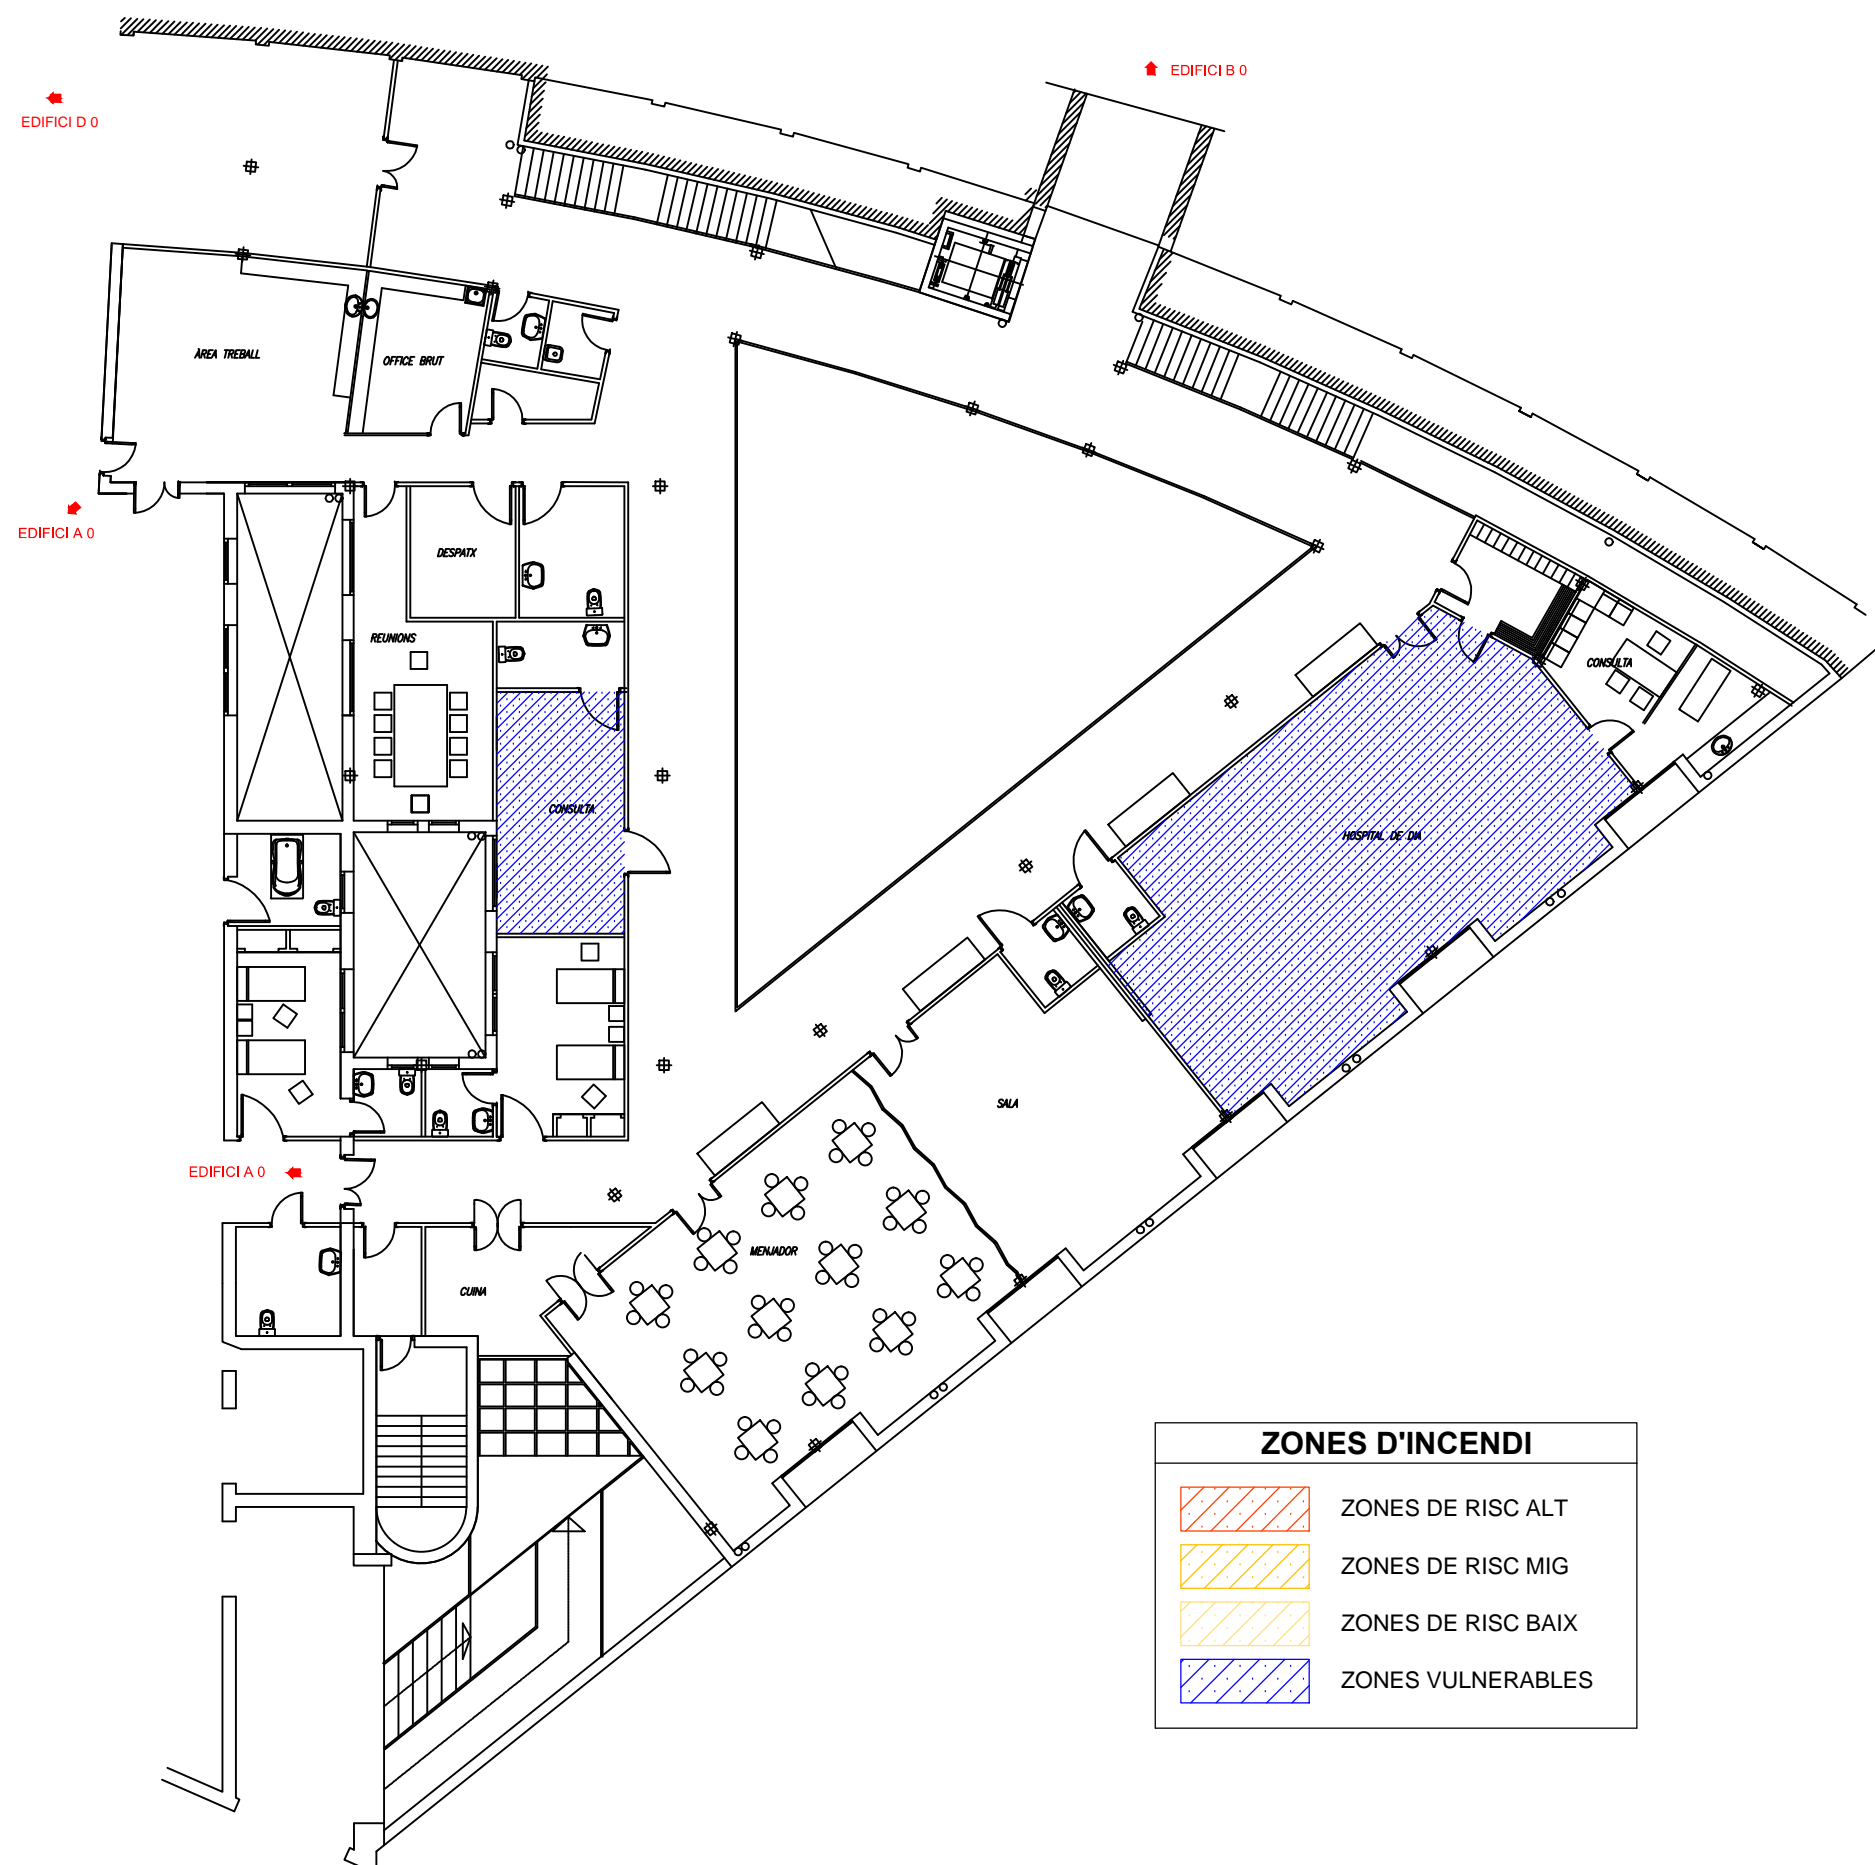 EDIFICI B 0
EDIFICI D 0
ÀREA TREBALL
OFFICE BRUT
EDIFICI A 0
DESPATX
REUNIONS
CONSULTA
CONSULTA
HOSPITAL DE DIA
SALA
EDIFICI A 0
MENJADOR
CUINA
ZONES D'INCENDI
ZONES DE RISC ALT
ZONES DE RISC MIG
ZONES DE RISC BAIX
ZONES VULNERABLES